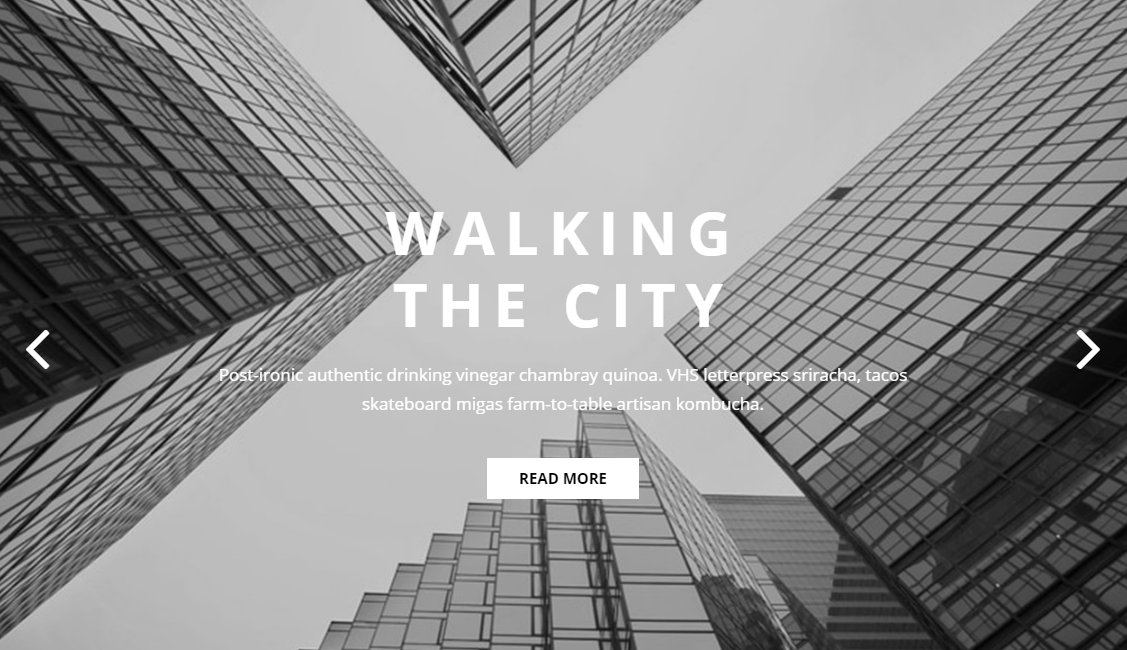 WALKING
THE CITY
Post-ironic authentic drinking vinegar chambray quinoa. VHS letterpress sriracha, tacos
skateboard migas farm-to-table artisan kombucha.
READ MORE